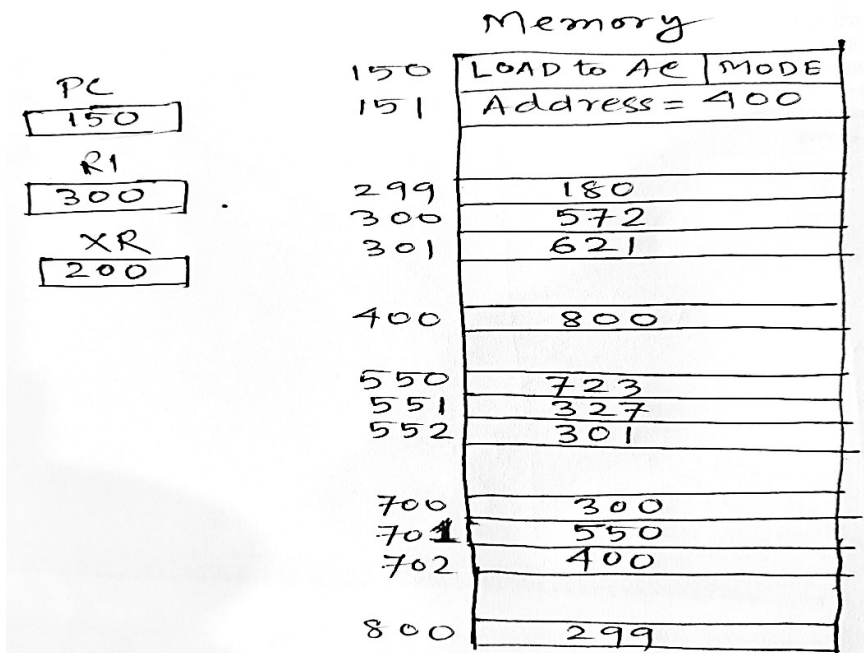 Memory
150 LOAD to AC MODE
151 Address = 400
PC
150
R1
300
XR
200
299 180
300 572
301 621
400 800
550 723
551 327
552 301
700 300
701 550
702 400
800 299